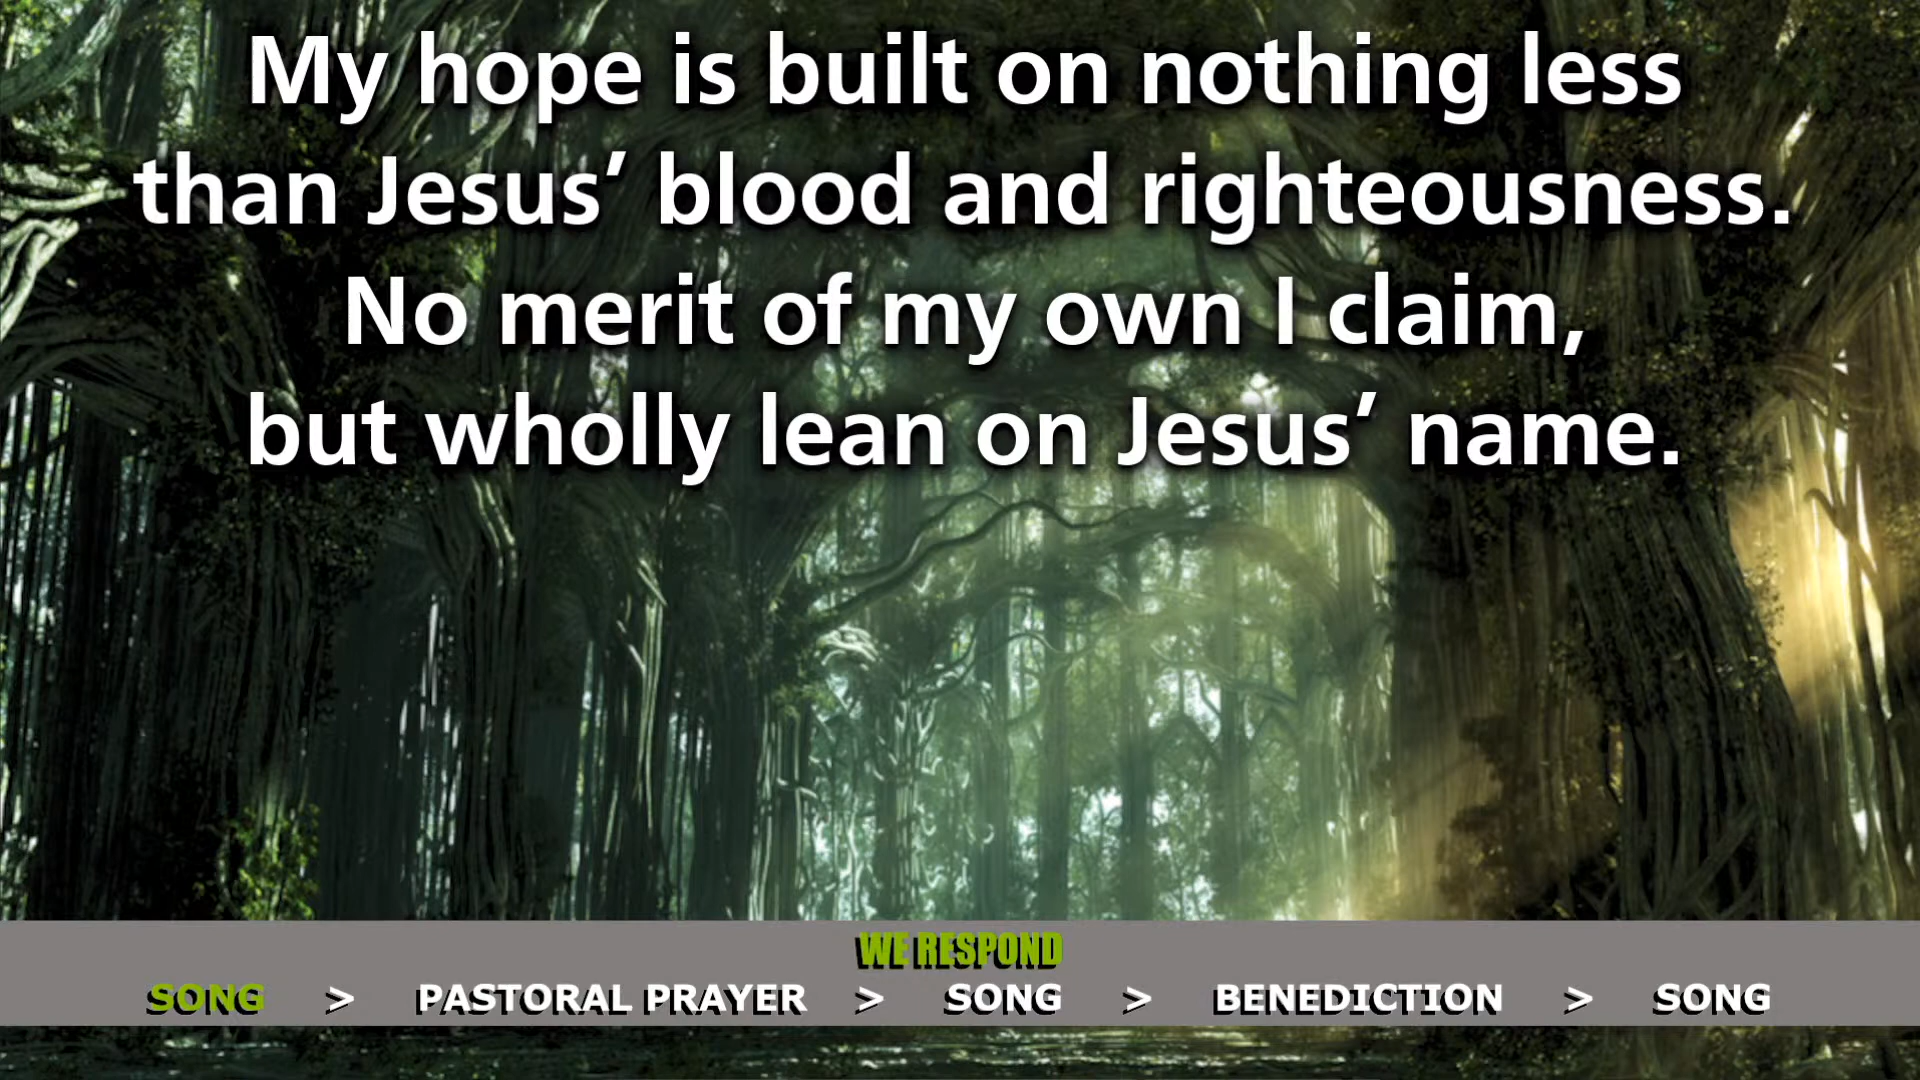 My hope is built on nothing less
than Jesus’ blood and righteousness.
No merit of my own I claim,
but wholly lean on Jesus’ name.
WE RESPOND
SONG > PASTORAL PRAYER > SONG > BENEDICTION > SONG